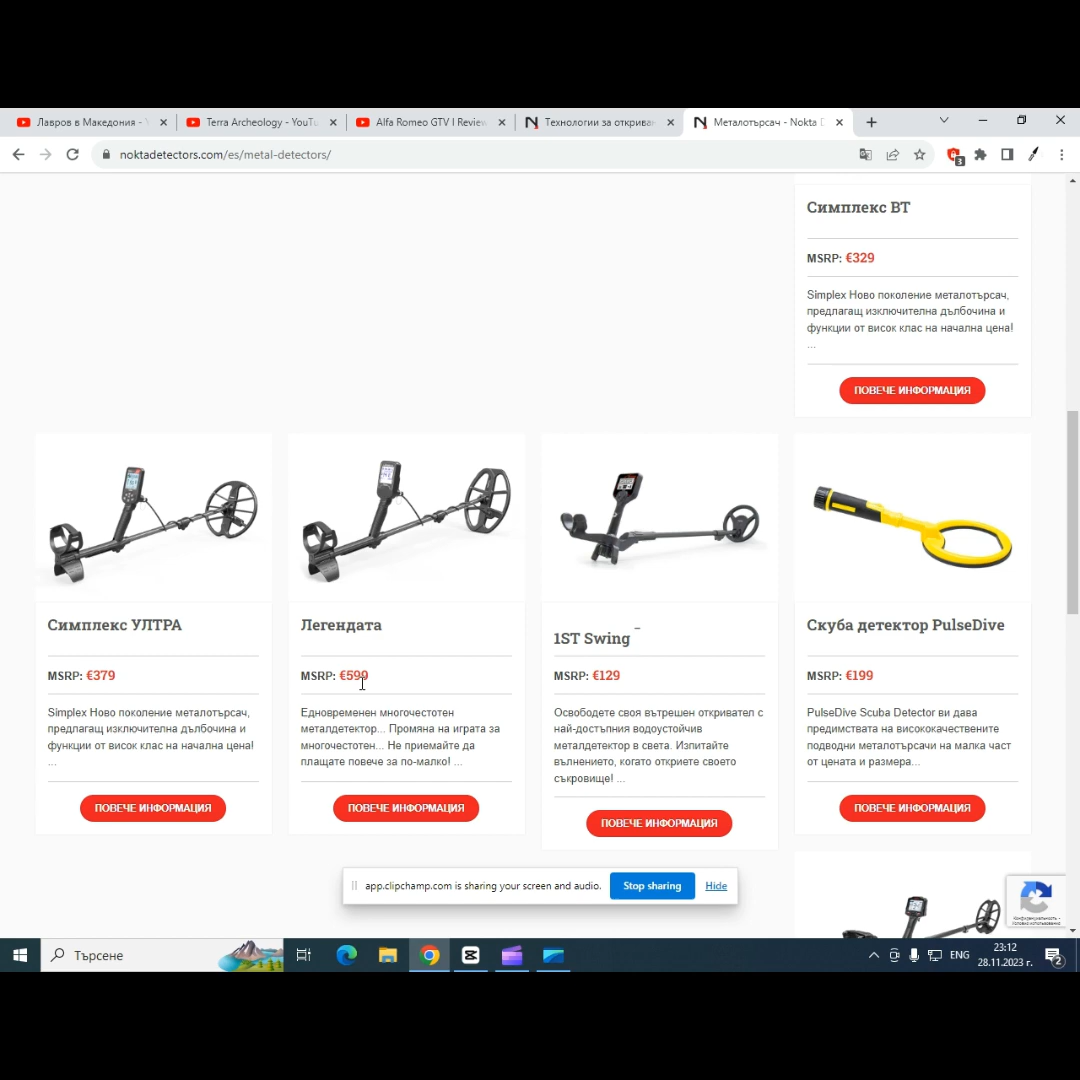 Лавров в Македония -
Terra Archeology - YouTu
Alfa Romeo GTV I Review
Технологии за откриван
Металотърсач - Nokta D
noktadetectors.com/es/metal-detectors/
3
Симплекс BT
MSRP: €329
Simplex Ново поколение металотърсач,
предлагащ изключителна дълбочина и
функции от висок клас на начална цена!
...
ПОВЕЧЕ ИНФОРМАЦИЯ
Симплекс УЛТРА
MSRP: €379
Simplex Ново поколение металотърсач,
предлагащ изключителна дълбочина и
функции от висок клас на начална цена!
...
ПОВЕЧЕ ИНФОРМАЦИЯ
Легендата
MSRP: €599
Едновременен многочестотен
металдетектор... Промяна на играта за
многочестотен... Не приемайте да
плащате повече за по-малко! ...
ПОВЕЧЕ ИНФОРМАЦИЯ
1ST Swing
MSRP: €129
Освободете своя вътрешен откривател с
най-достъпния водоустойчив
металдетектор в света. Изпитайте
вълнението, когато откриете своето
съкровище! ...
ПОВЕЧЕ ИНФОРМАЦИЯ
Скуба детектор PulseDive
MSRP: €199
PulseDive Scuba Detector ви дава
предимствата на висококачествените
подводни металотърсачи на малка част
от цената и размера...
ПОВЕЧЕ ИНФОРМАЦИЯ
app.clipchamp.com is sharing your screen and audio.
Stop sharing
Hide
Търсене
ENG
23:12
28.11.2023 г.
2